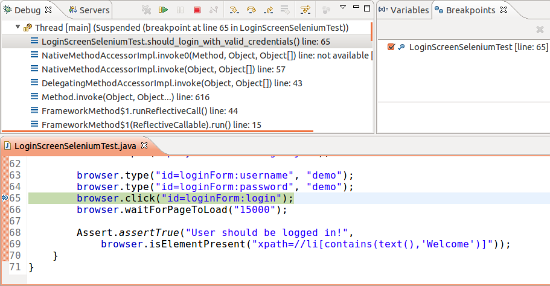 Debug Servers
Variables Breakpoints
Thread [main] (Suspended (breakpoint at line 65 in LoginScreenSeleniumTest))
LoginScreenSeleniumTest.should_login_with_valid_credentials() line: 65
LoginScreenSeleniumTest [line: 65]
NativeMethodAccessorImpl.invoke0(Method, Object, Object[]) line: not available [
NativeMethodAccessorImpl.invoke(Object, Object[]) line: 57
DelegatingMethodAccessorImpl.invoke(Object, Object[]) line: 43
Method.invoke(Object, Object...) line: 616
FrameworkMethod$1.runReflectiveCall() line: 44
FrameworkMethod$1(ReflectiveCallable).run() line: 15
LoginScreenSeleniumTest.java
62
63 browser.type("id=loginForm:username", "demo");
64 browser.type("id=loginForm:password", "demo");
65 browser.click("id=loginForm:login");
66 browser.waitForPageToLoad("15000");
67
68 Assert.assertTrue("User should be logged in!",
69 browser.isElementPresent("xpath=//li[contains(text(),'Welcome')]"));
70 }
71 }